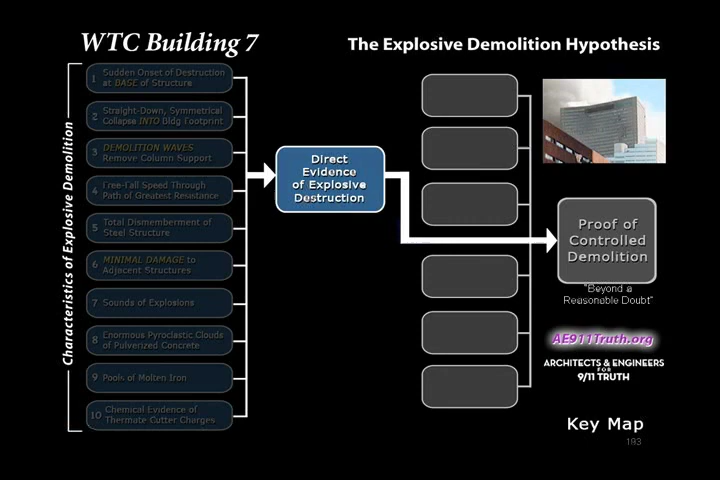 WTC Building 7
The Explosive Demolition Hypothesis
Characteristics of Explosive Demolition
1 Sudden Onset of Destruction
at BASE of Structure
2 Straight-Down, Symmetrical
Collapse INTO Bldg Footprint
3 DEMOLITION WAVES
Remove Column Support
4 Free-Fall Speed Through
Path of Greatest Resistance
5 Total Dismemberment of
Steel Structure
6 MINIMAL DAMAGE to
Adjacent Structures
7 Sounds of Explosions
8 Enormous Pyroclastic Clouds
of Pulverized Concrete
9 Pools of Molten Iron
10 Chemical Evidence of
Thermate Cutter Charges
Direct
Evidence
of Explosive
Destruction
Proof of
Controlled
Demolition
"Beyond a
Reasonable Doubt"
AE911Truth.org
ARCHITECTS & ENGINEERS
FOR
9/11 TRUTH
Key Map
193